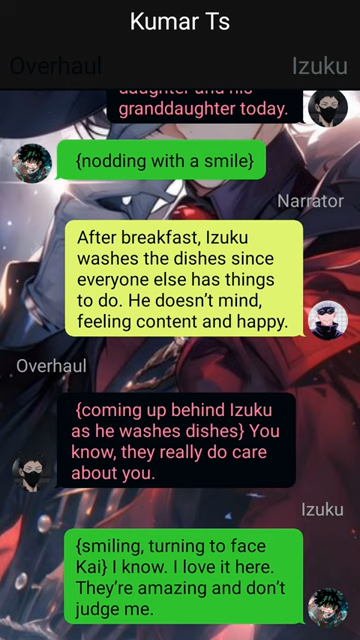 Kumar Ts
Overhaul
Izuku
daughter and his
granddaughter today.
{nodding with a smile}
Narrator
After breakfast, Izuku
washes the dishes since
everyone else has things
to do. He doesn’t mind,
feeling content and happy.
Overhaul
{coming up behind Izuku
as he washes dishes} You
know, they really do care
about you.
Izuku
{smiling, turning to face
Kai} I know. I love it here.
They’re amazing and don’t
judge me.